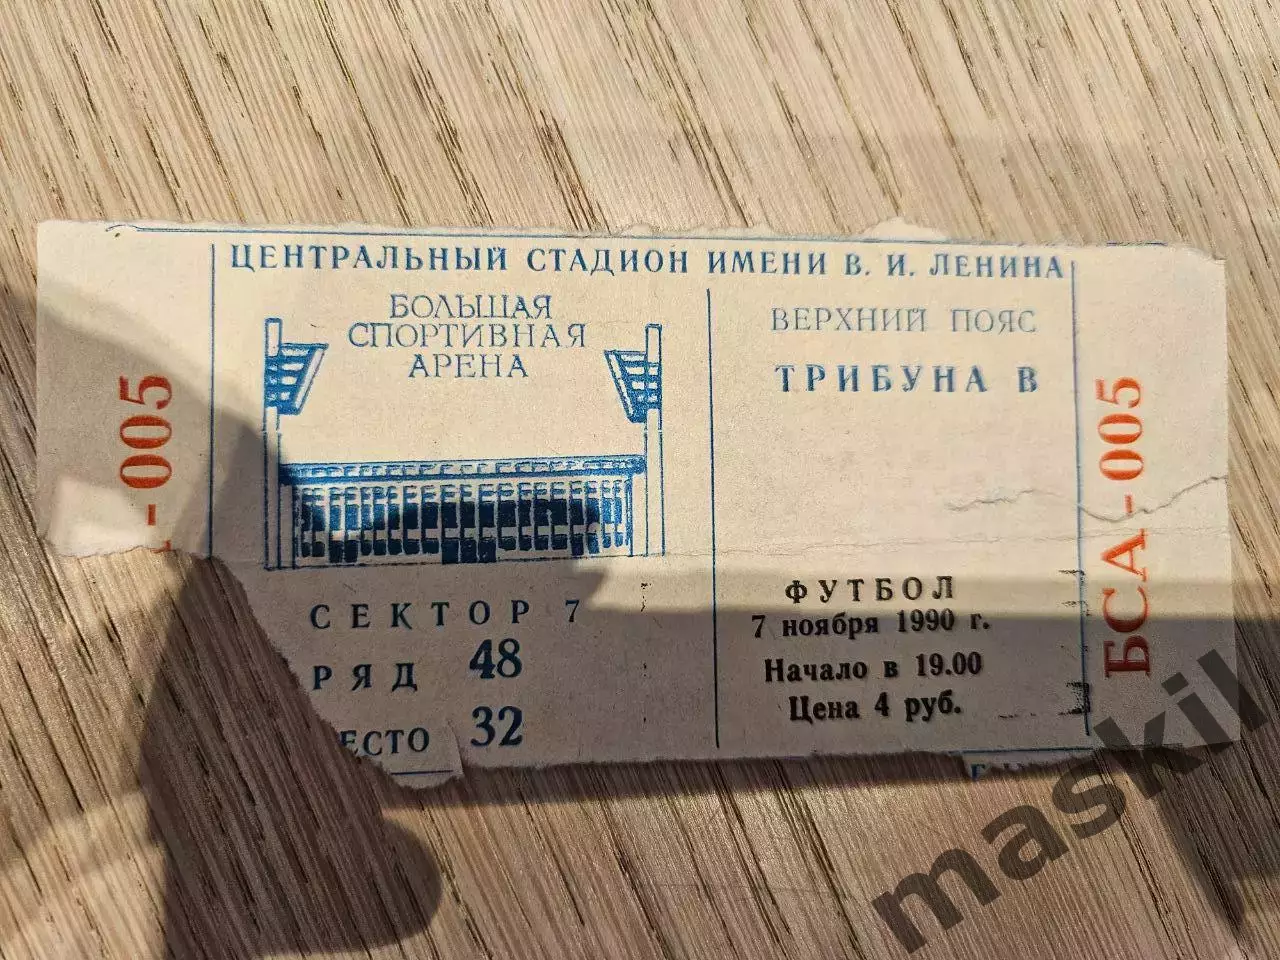 ЦЕНТРАЛЬНЫЙ СТАДИОН ИМЕНИ В. И. ЛЕНИНА
БОЛЬШАЯ
СПОРТИВНАЯ
АРЕНА
СЕКТОР 7
РЯД 48
ЕСТО 32
ВЕРХНИЙ ПОЯС
ТРИБУНА В
ФУТБОЛ
7 ноября 1990 г.
Начало в 19.00
Цена 4 руб.
-005
БСА-005
maskil